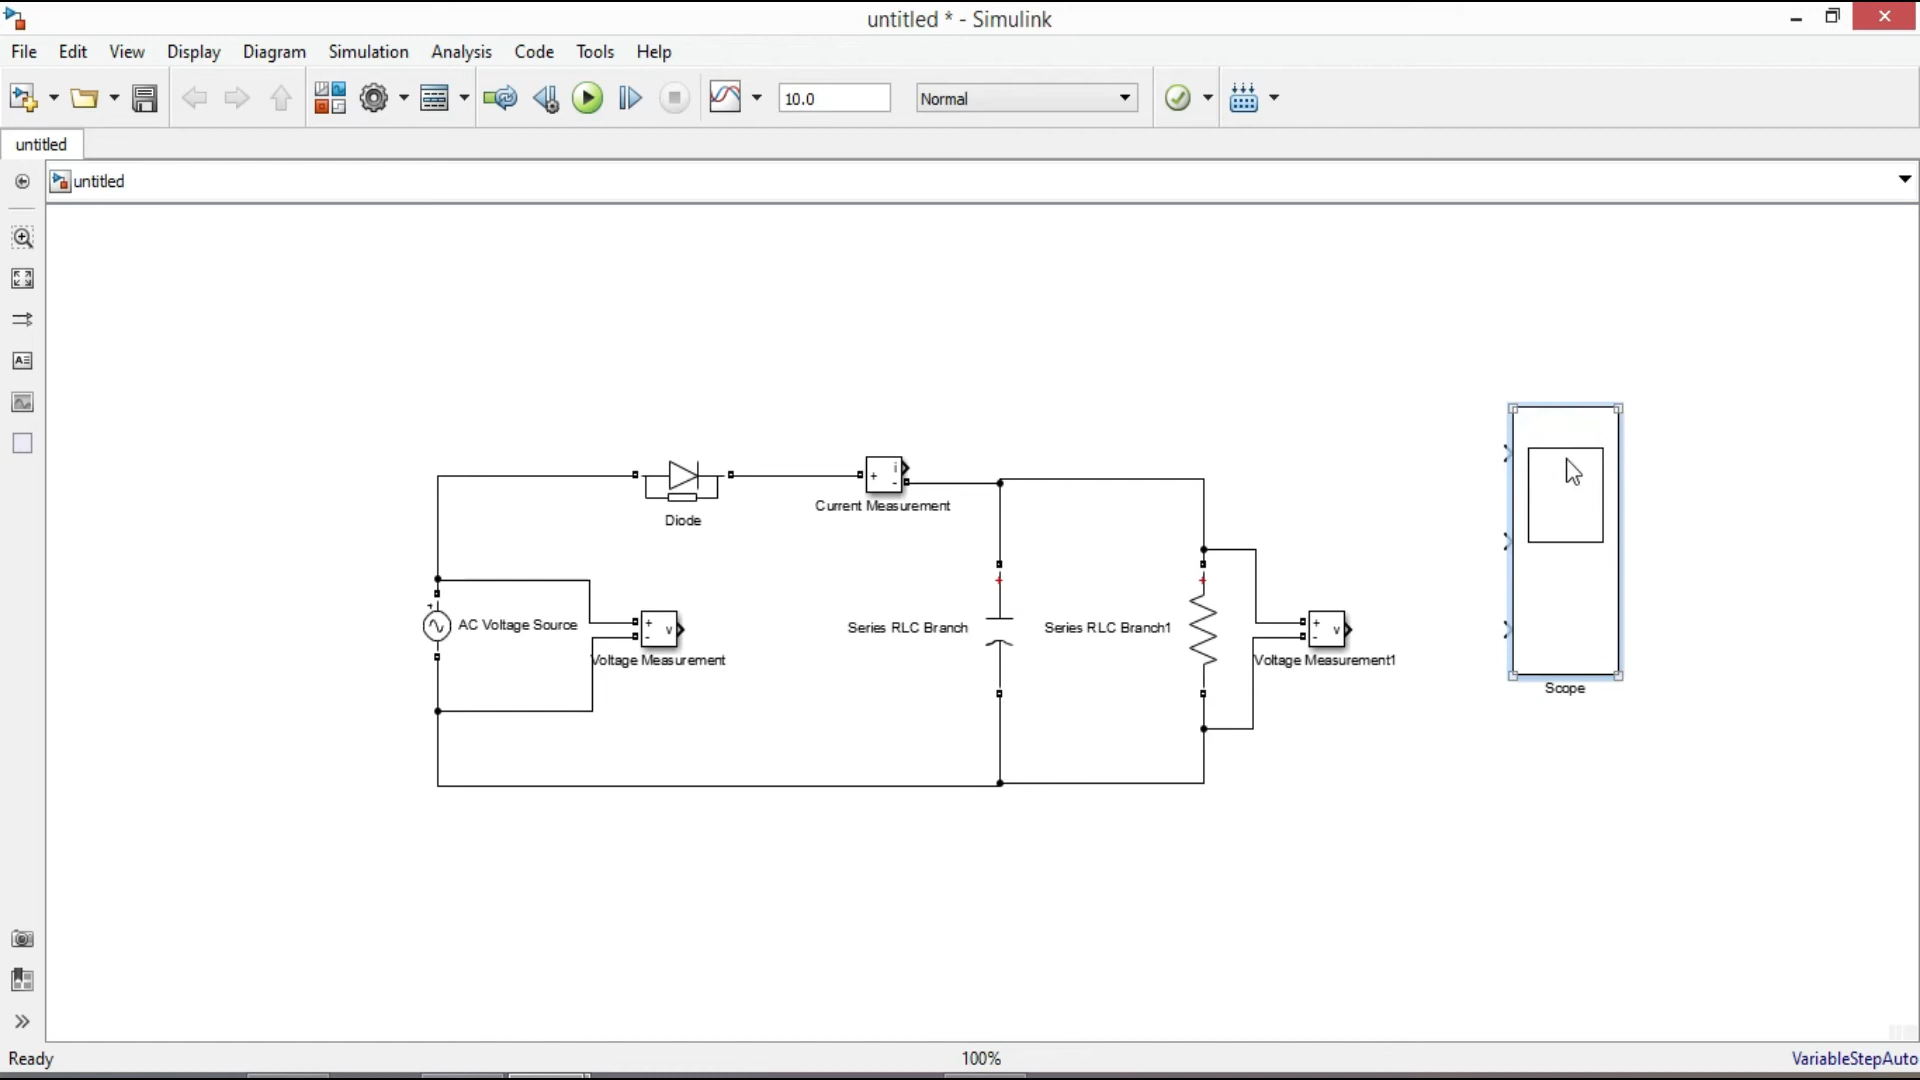 untitled * - Simulink
File Edit View Display Diagram Simulation Analysis Code Tools Help
10.0 Normal
untitled
untitled
i
+
-
Current Measurement
Diode
+
AC Voltage Source
+
-
v
Voltage Measurement
+
Series RLC Branch
+
Series RLC Branch1
+
-
v
Voltage Measurement1
Scope
Ready 100% VariableStepAuto